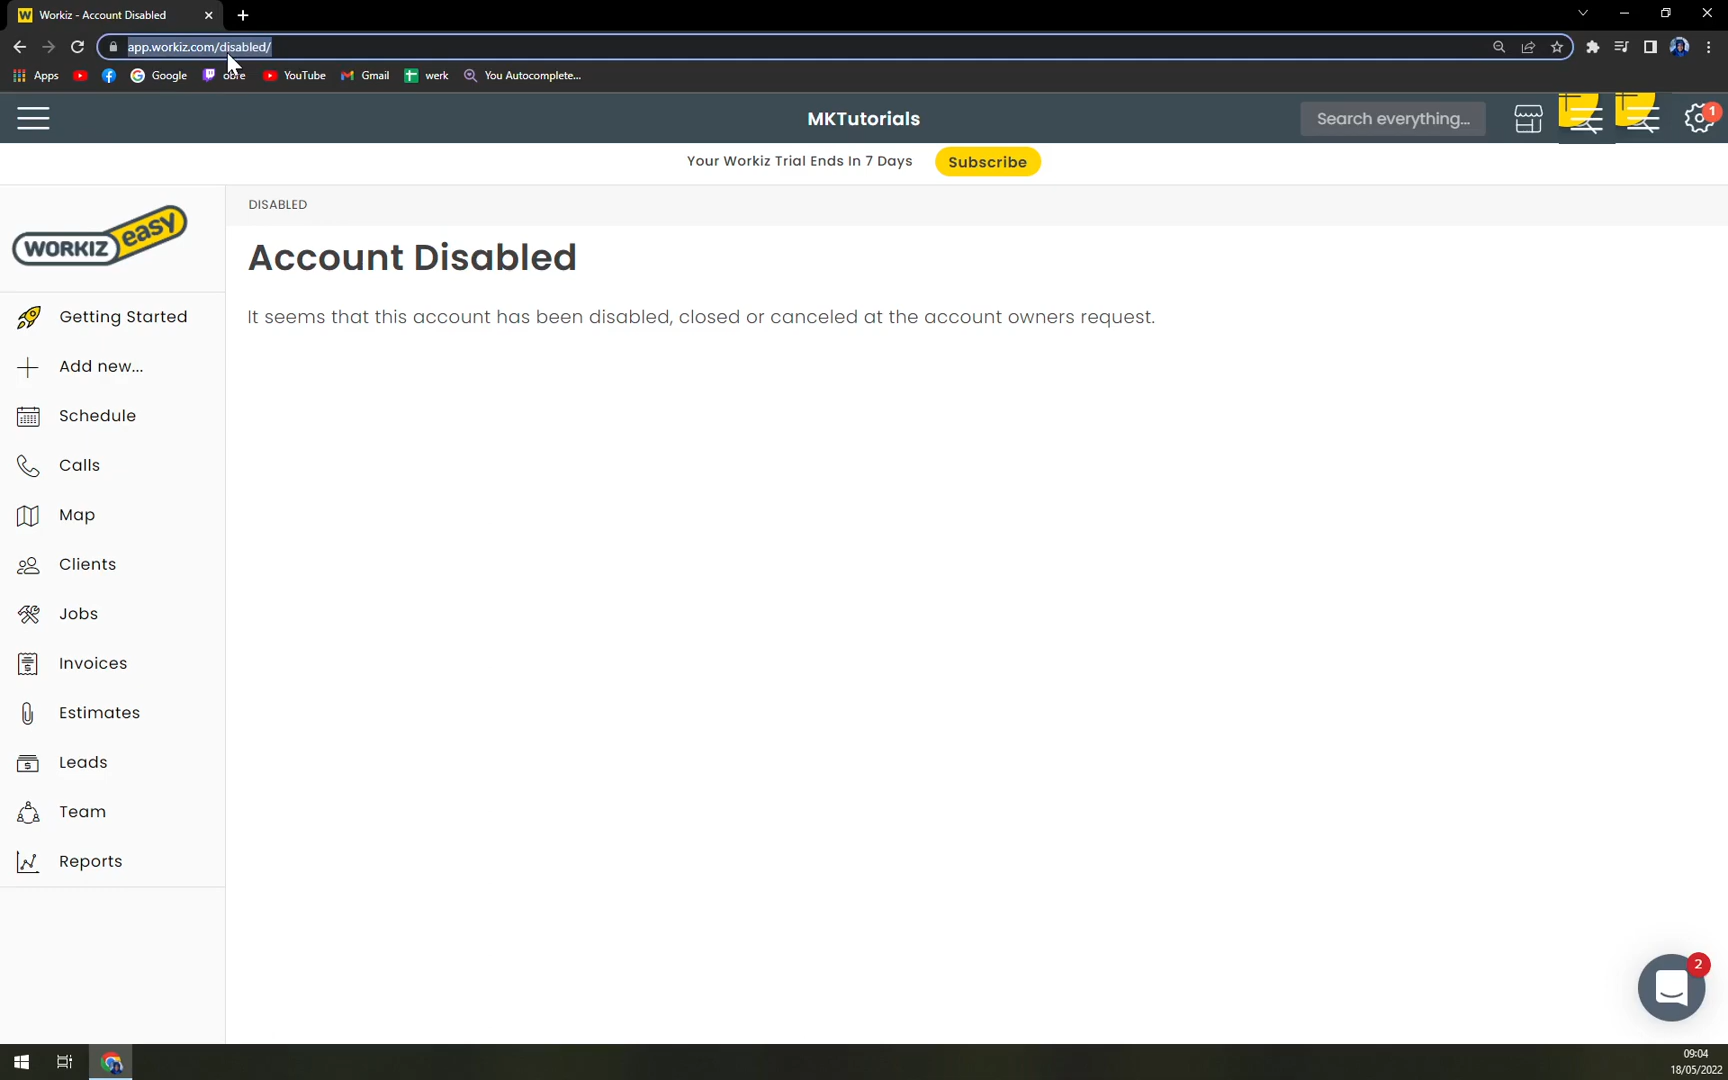 Workiz - Account Disabled
app.workiz.com/disabled/
Apps
Google
YouTube
Gmail
werk
You Autocomplete...
MKTutorials
Search everything...
1
Your Workiz Trial Ends In 7 Days
Subscribe
WORKIZ easy
DISABLED
Account Disabled
It seems that this account has been disabled, closed or canceled at the account owners request.
Getting Started
Add new...
Schedule
Calls
Map
Clients
Jobs
Invoices
Estimates
Leads
Team
Reports
2
09:04
18/05/2022